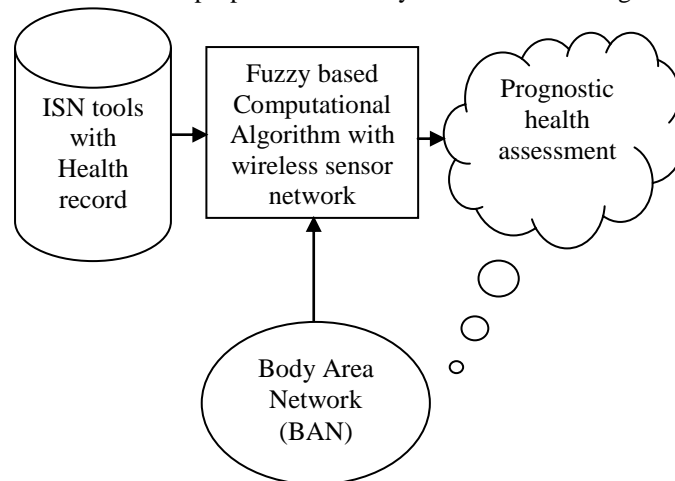 ISN tools
with
Health
record
Fuzzy based
Computational
Algorithm with
wireless sensor
network
Prognostic
health
assessment
Body Area
Network
(BAN)